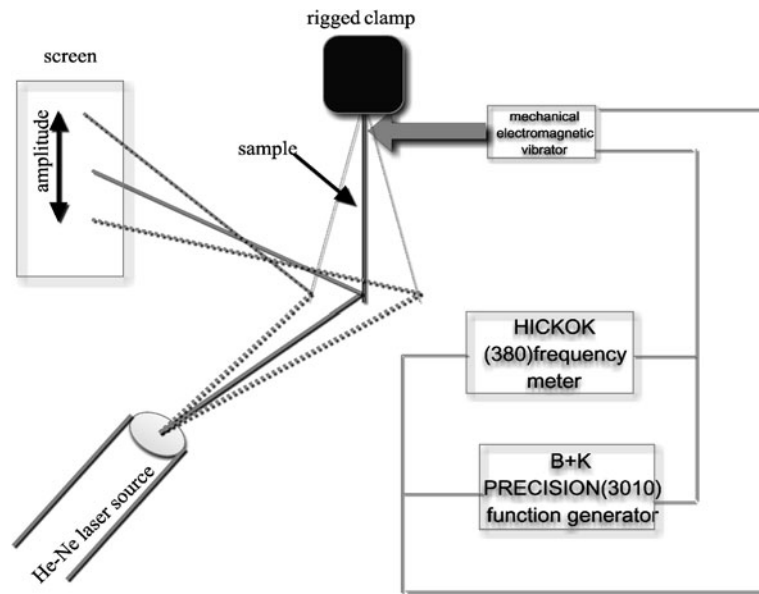 rigged clamp
screen
amplitude
sample
mechanical
electromagnetic
vibrator
HICKOK
(380)frequency
meter
B+K
PRECISION(3010)
function generator
He-Ne laser source